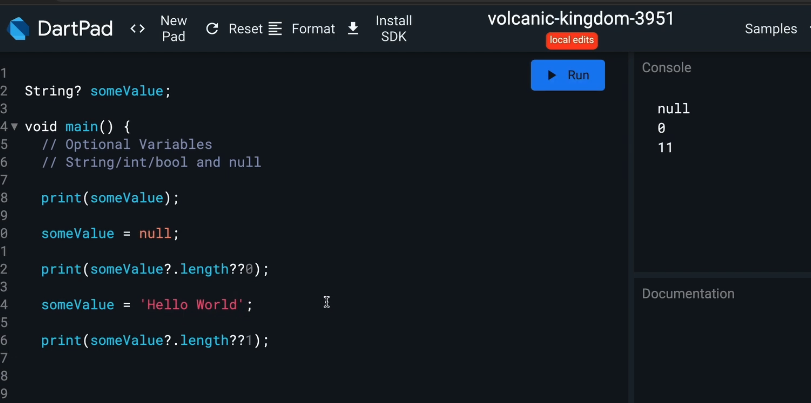 DartPad
<>
New Pad
Reset
Format
Install SDK
volcanic-kingdom-3951
local edits
Samples
Run
1
2 String? someValue;
3
4 void main() {
5 // Optional Variables
6 // String/int/bool and null
7
8 print(someValue);
9
0 someValue = null;
1
2 print(someValue?.length??0);
3
4 someValue = 'Hello World';
5
6 print(someValue?.length??1);
7
8
9
Console
null
0
11
Documentation